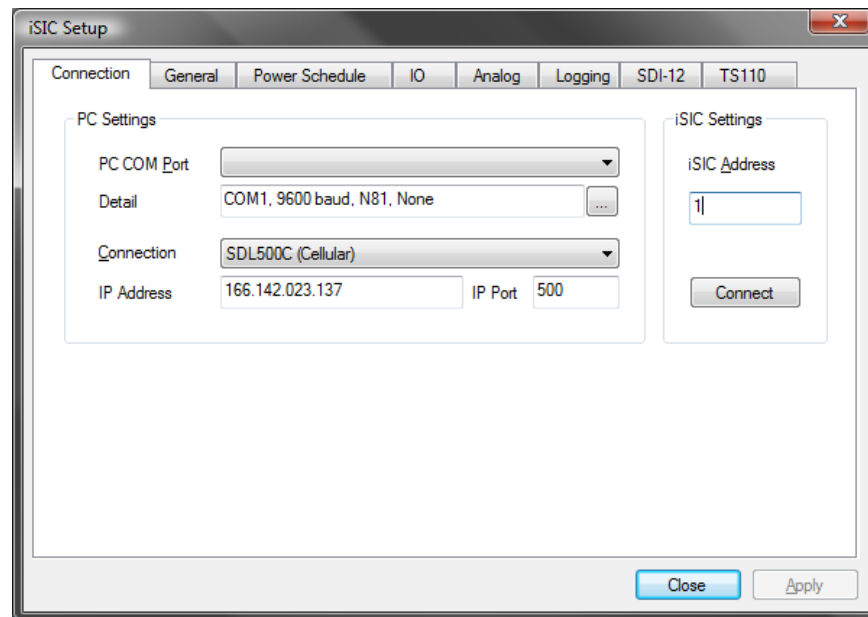 iSIC Setup
Connection General Power Schedule IO Analog Logging SDI-12 TS110
PC Settings
PC COM Port
Detail COM1, 9600 baud, N81, None ...
Connection SDL500C (Cellular)
IP Address 166.142.023.137 IP Port 500
iSIC Settings
iSIC Address
1
Connect
Close Apply